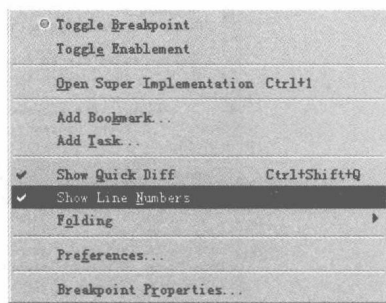 Toggle Breakpoint
Toggle Enablement
Open Super Implementation Ctrl+1
Add Bookmark...
Add Task...
Show Quick Diff Ctrl+Shift+Q
Show Line Numbers
Folding
Preferences...
Breakpoint Properties...